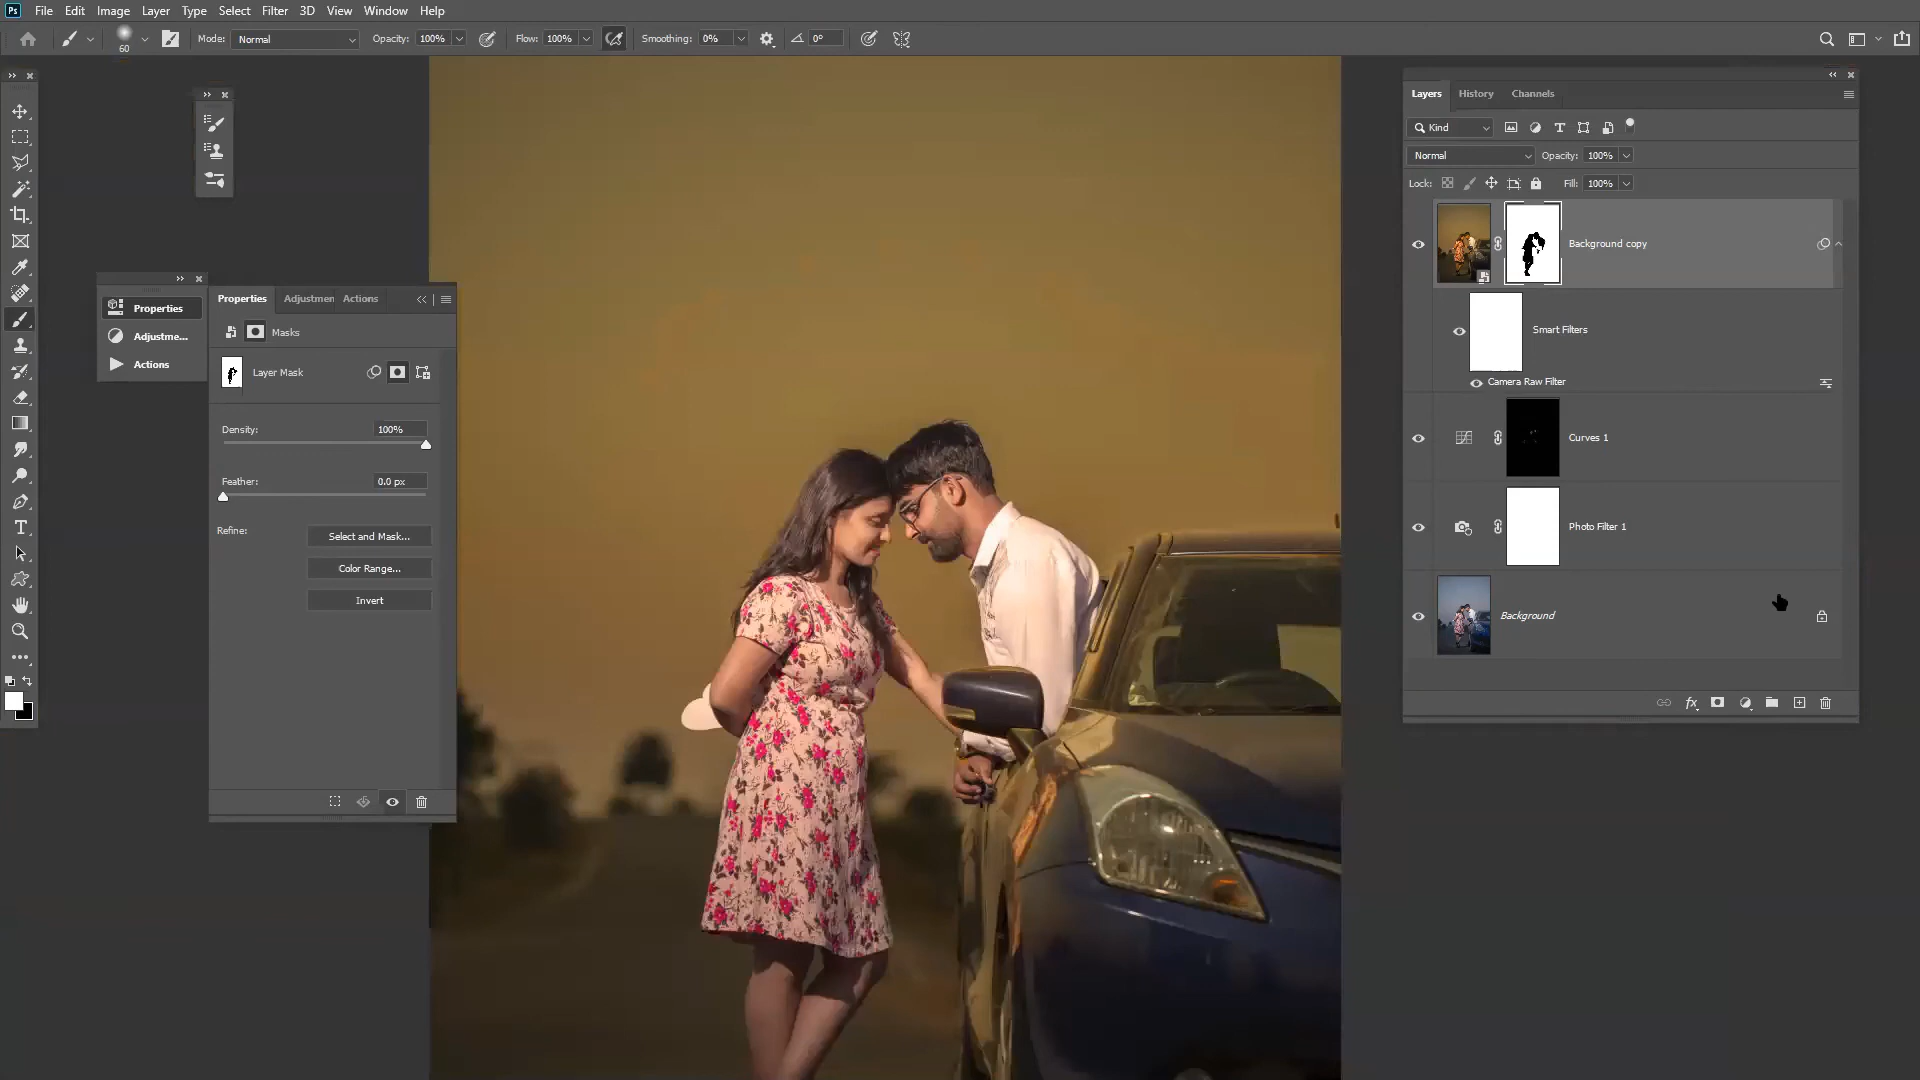 Ps File Edit Image Layer Type Select Filter 3D View Window Help
60 Mode: Normal Opacity: 100% Flow: 100% Smoothing: 0% 0°
Layers History Channels
Kind
Normal Opacity: 100%
Lock: Fill: 100%
Background copy
Smart Filters
Camera Raw Filter
Curves 1
Photo Filter 1
Background
fx
Properties
Adjustme...
Actions
Properties Adjustmen Actions
Masks
Layer Mask
Density: 100%
Feather: 0.0 px
Refine: Select and Mask...
Color Range...
Invert